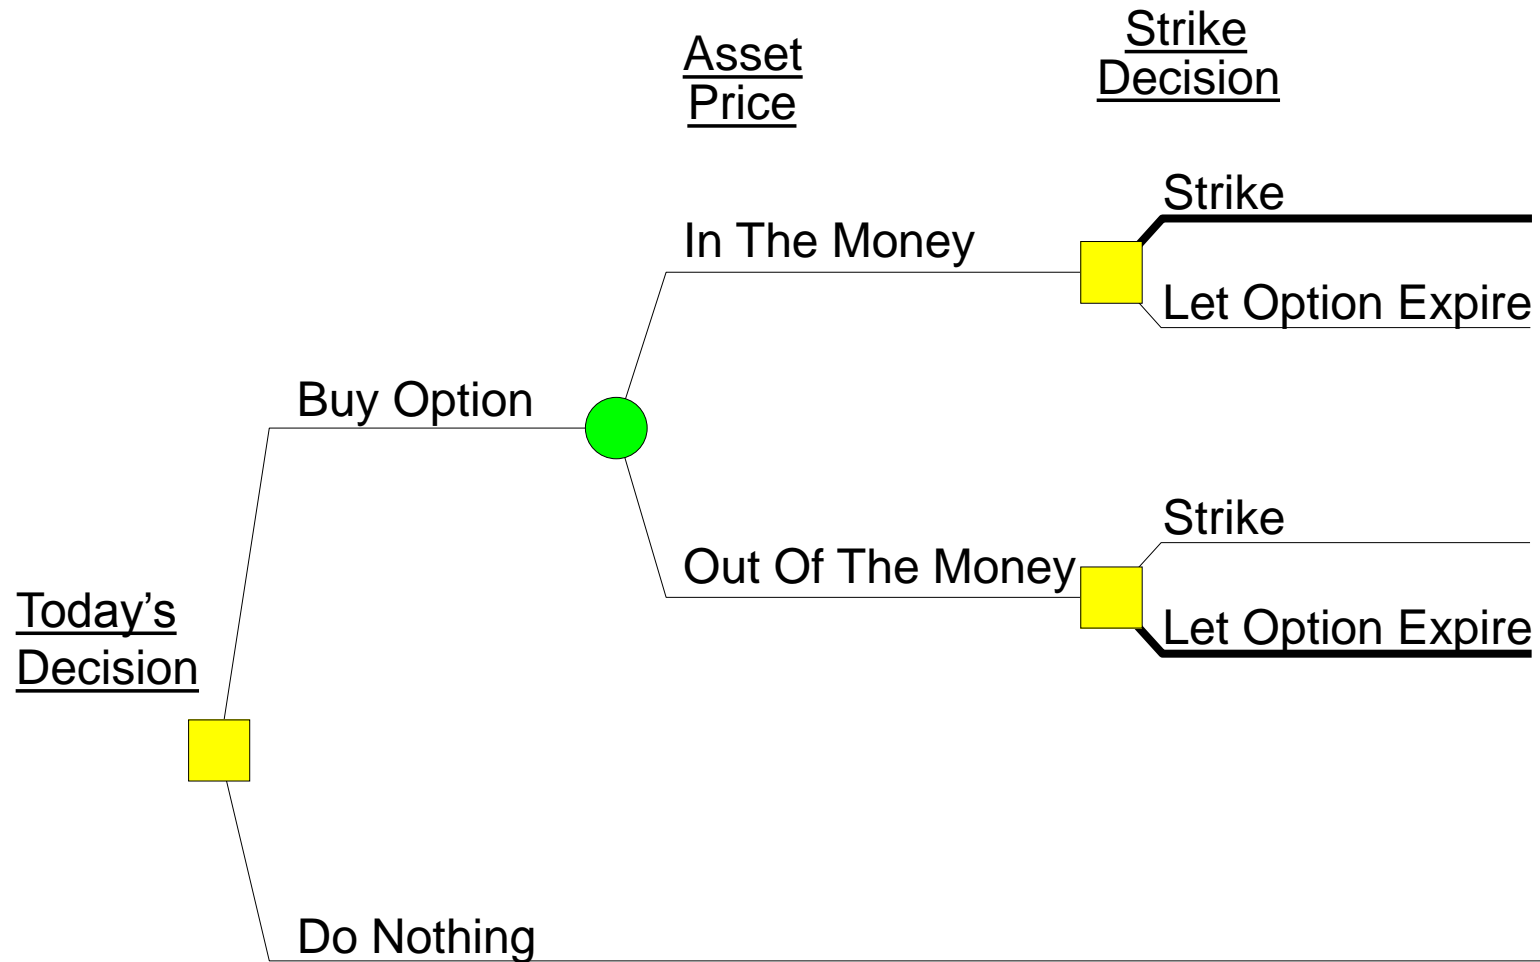 Asset
Price
Strike
Decision
Strike
In The Money
Let Option Expire
Buy Option
Strike
Out Of The Money
Let Option Expire
Today’s
Decision
Do Nothing